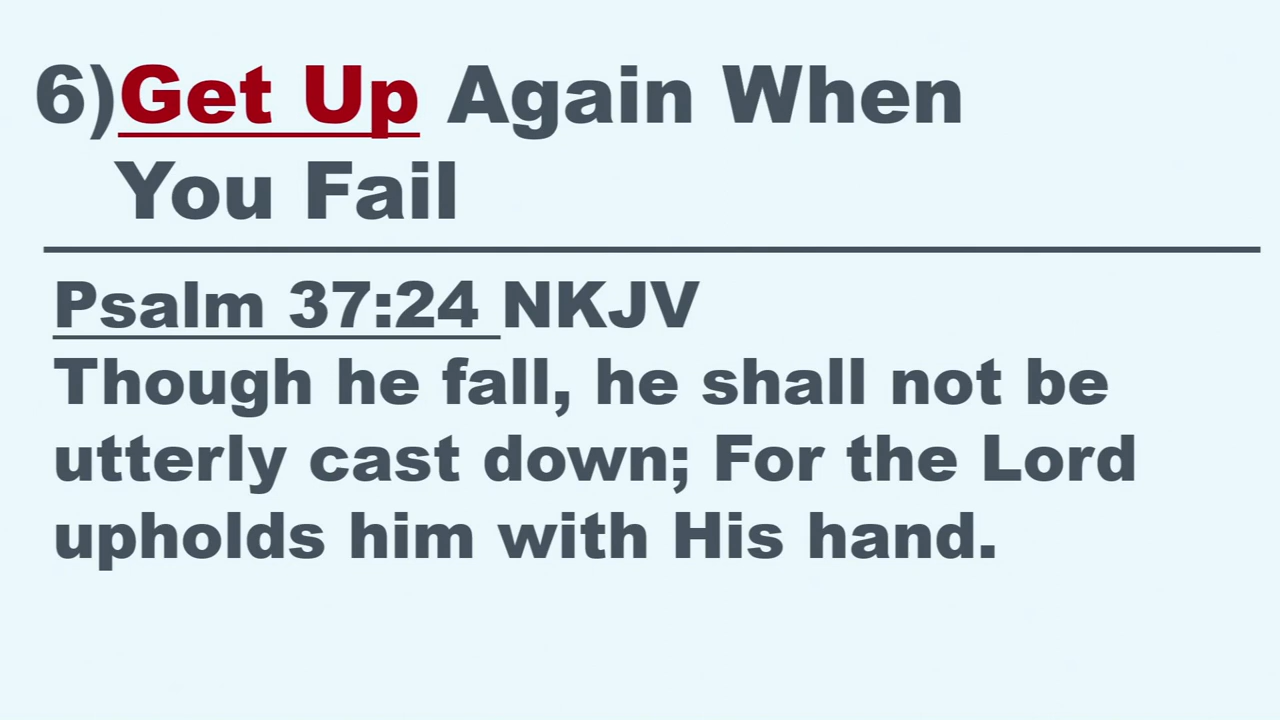 6)Get Up Again When
You Fail
Psalm 37:24 NKJV
Though he fall, he shall not be
utterly cast down; For the Lord
upholds him with His hand.